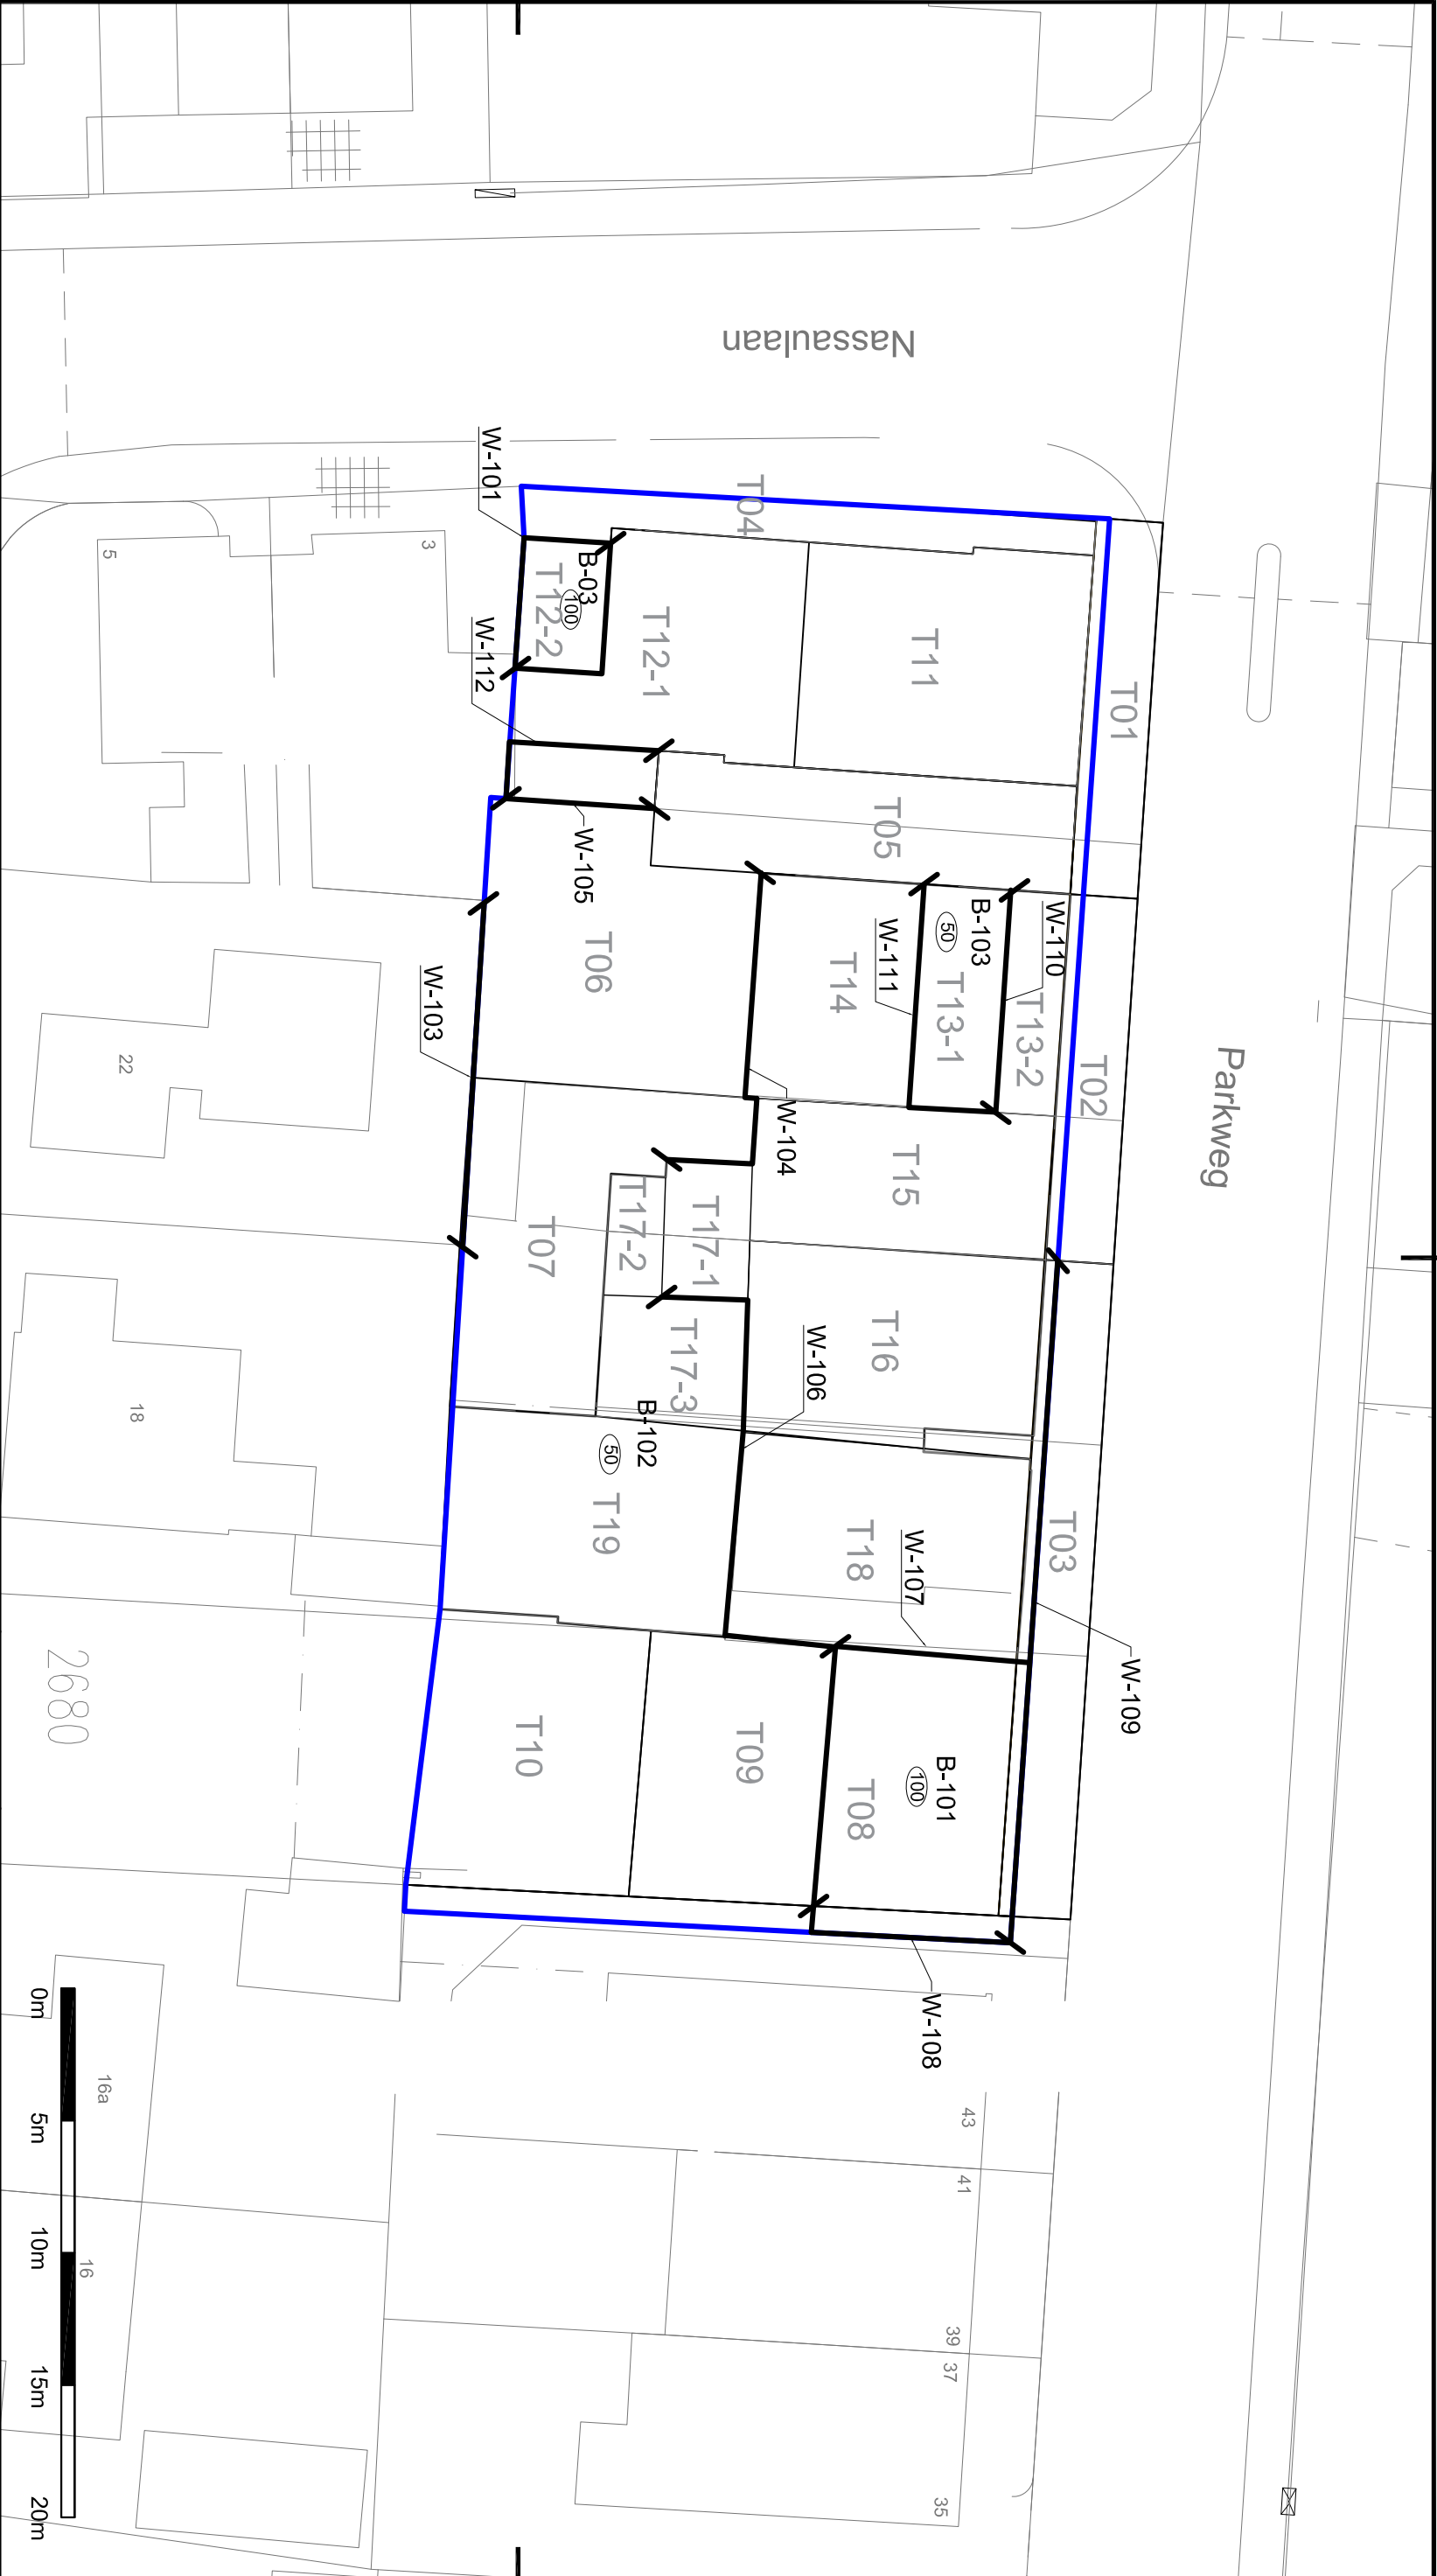 Nassaulaan
Parkweg
T01
T02
T03
T04
T05
T06
T07
T08
T09
T10
T11
T12-1
T12-2
T13-1
T13-2
T14
T15
T16
T17-1
T17-2
T17-3
T18
T19
B-03
100
B-101
100
B-102
50
B-103
50
W-101
W-112
W-105
W-103
W-104
W-110
W-111
W-106
W-107
W-109
W-108
5
3
22
18
2680
16a
16
43
41
39
37
35
0m
5m
10m
15m
20m